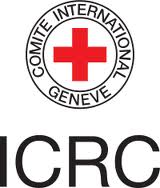 COMITE INTERNATIONAL
GENEVE
ICRC